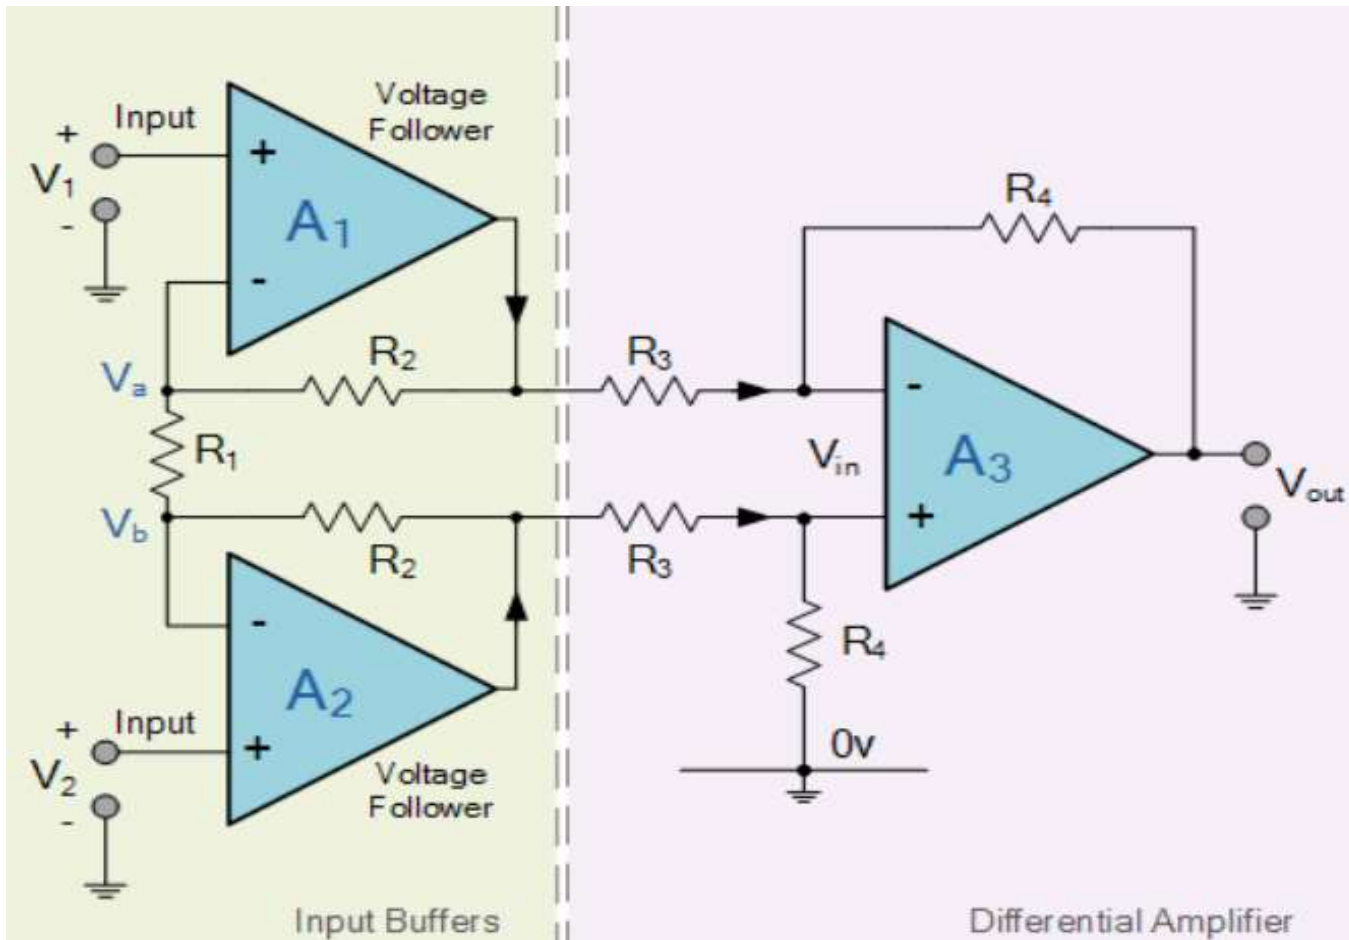 Voltage
Follower
+ Input
V₁
-
+
A₁
-
R₄
Vₐ
R₂
R₃
R₁
-
Vᵢₙ
A₃
+
Vₒᵤₜ
V_b
R₂
R₃
-
A₂
+
R₄
0v
+ Input
V₂
-
Voltage
Follower
Input Buffers
Differential Amplifier